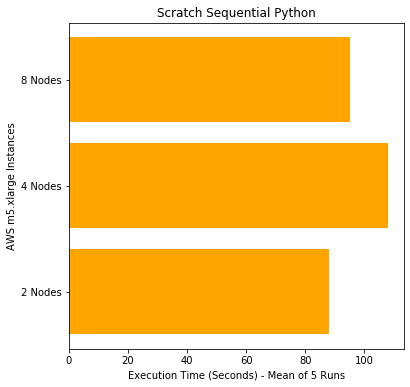 Scratch Sequential Python
AWS m5.xlarge Instances
8 Nodes
4 Nodes
2 Nodes
0 20 40 60 80 100
Execution Time (Seconds) - Mean of 5 Runs